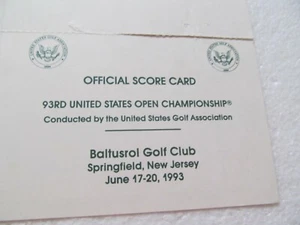 OFFICIAL SCORE CARD
93RD UNITED STATES OPEN CHAMPIONSHIP®
Conducted by the United States Golf Association
Baltusrol Golf Club
Springfield, New Jersey
June 17-20, 1993